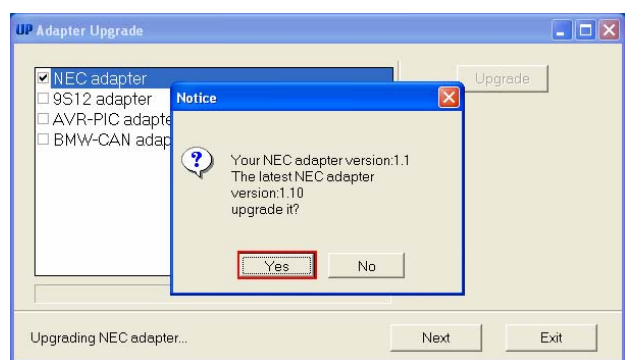 UP Adapter Upgrade
NEC adapter
9S12 adapter
AVR-PIC adapte
BMW-CAN adap
Upgrade
Notice
Your NEC adapter version:1.1
The latest NEC adapter
version:1.10
upgrade it?
Yes
No
Upgrading NEC adapter...
Next
Exit